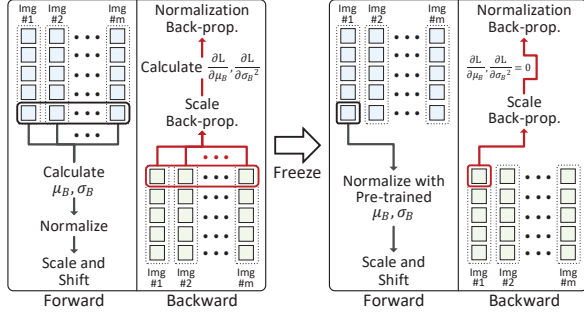 Img
#1
Img
#2
Img
#m
Calculate
μB, σB
Normalize
Scale and
Shift
Forward
Normalization
Back-prop.
Calculate ∂L/∂μB, ∂L/∂σB²
Scale
Back-prop.
Img
#1
Img
#2
Img
#m
Backward
Freeze
Img
#1
Img
#2
Img
#m
Normalize with
Pre-trained
μB, σB
Scale and
Shift
Forward
Normalization
Back-prop.
∂L/∂μB, ∂L/∂σB² = 0
Scale
Back-prop.
Img
#1
Img
#2
Img
#m
Backward